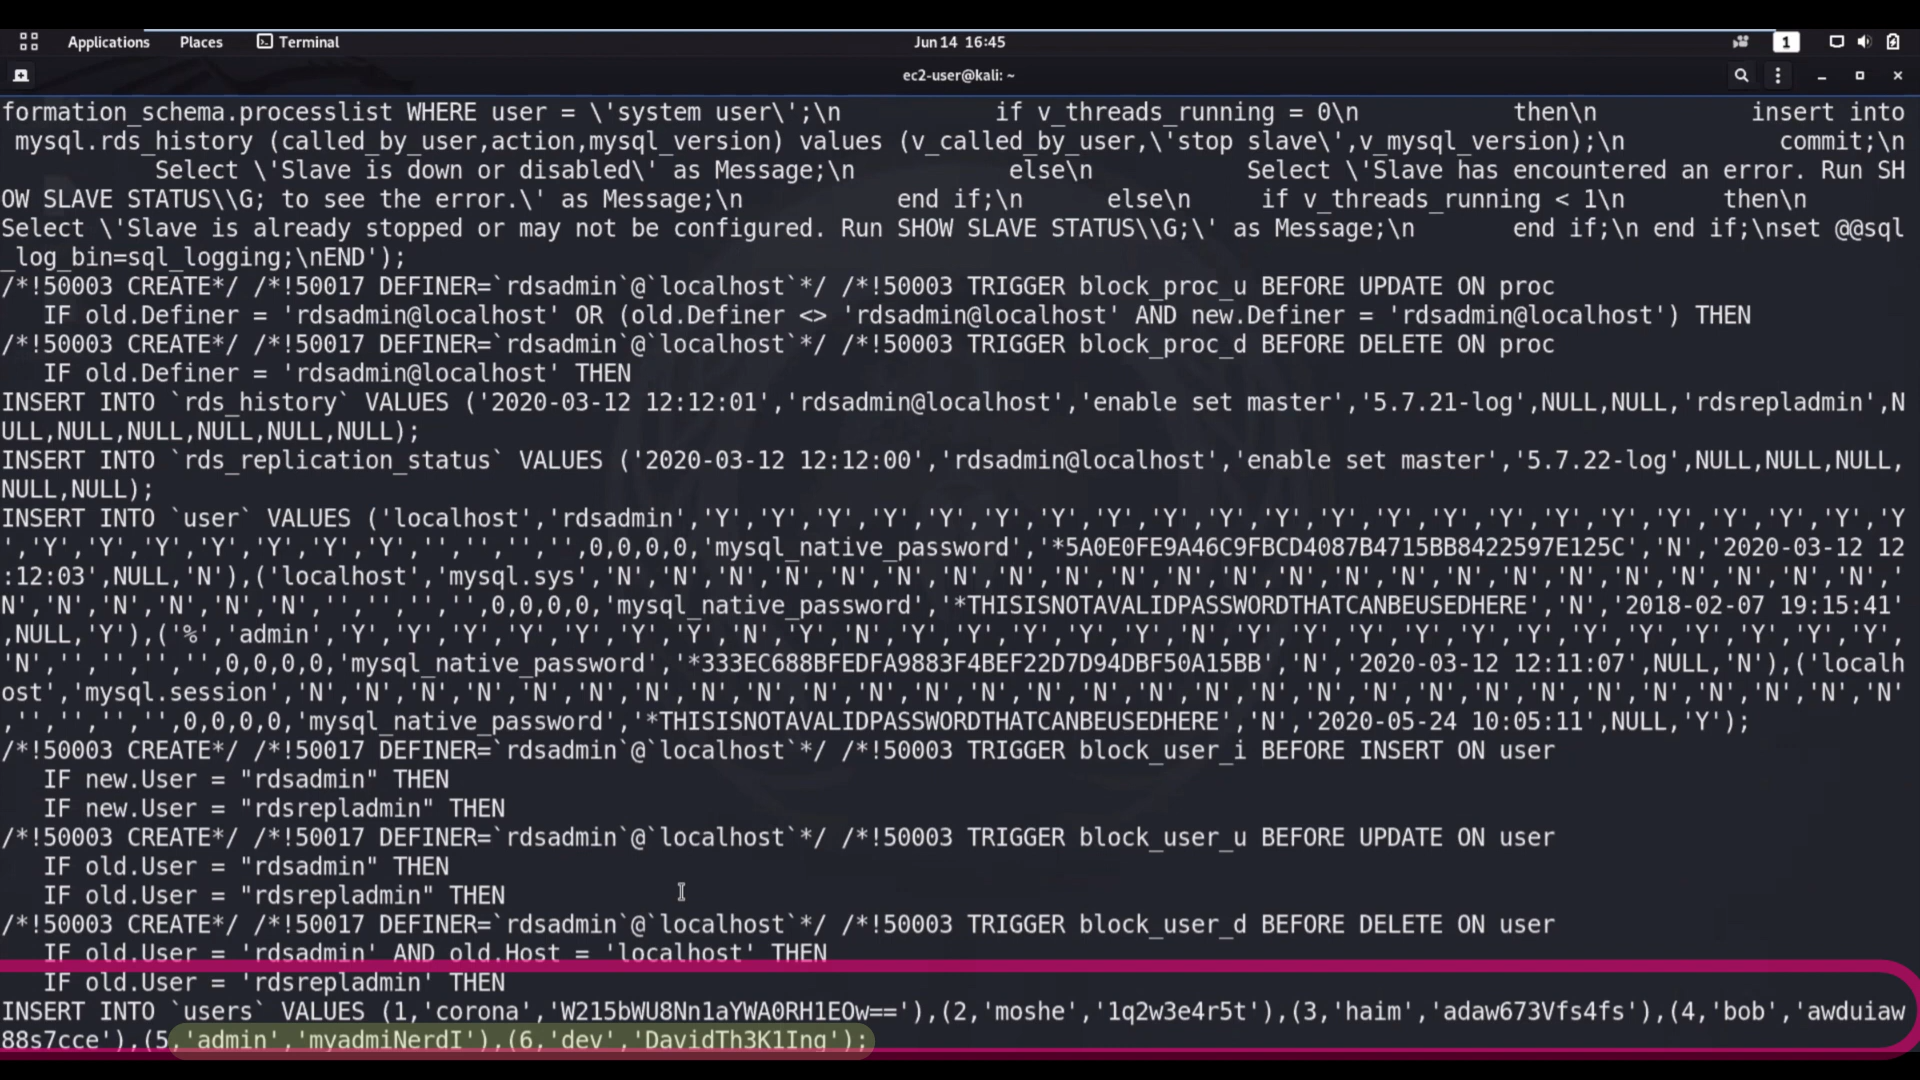 Applications Places Terminal Jun 14 16:45 1
ec2-user@kali: ~
formation_schema.processlist WHERE user = \'system user\';\n if v_threads_running = 0\n then\n insert into
mysql.rds_history (called_by_user,action,mysql_version) values (v_called_by_user,\'stop slave\',v_mysql_version);\n commit;\n
Select \'Slave is down or disabled\' as Message;\n else\n Select \'Slave has encountered an error. Run SH
OW SLAVE STATUS\\G; to see the error.\' as Message;\n end if;\n else\n if v_threads_running < 1\n then\n
Select \'Slave is already stopped or may not be configured. Run SHOW SLAVE STATUS\\G;\' as Message;\n end if;\n end if;\nset @@sql
_log_bin=sql_logging;\nEND');
/*!50003 CREATE*/ /*!50017 DEFINER=`rdsadmin`@`localhost`*/ /*!50003 TRIGGER block_proc_u BEFORE UPDATE ON proc
IF old.Definer = 'rdsadmin@localhost' OR (old.Definer <> 'rdsadmin@localhost' AND new.Definer = 'rdsadmin@localhost') THEN
/*!50003 CREATE*/ /*!50017 DEFINER=`rdsadmin`@`localhost`*/ /*!50003 TRIGGER block_proc_d BEFORE DELETE ON proc
IF old.Definer = 'rdsadmin@localhost' THEN
INSERT INTO `rds_history` VALUES ('2020-03-12 12:12:01','rdsadmin@localhost','enable set master','5.7.21-log',NULL,NULL,'rdsrepladmin',N
ULL,NULL,NULL,NULL,NULL,NULL);
INSERT INTO `rds_replication_status` VALUES ('2020-03-12 12:12:00','rdsadmin@localhost','enable set master','5.7.22-log',NULL,NULL,NULL,
NULL,NULL);
INSERT INTO `user` VALUES ('localhost','rdsadmin','Y','Y','Y','Y','Y','Y','Y','Y','Y','Y','Y','Y','Y','Y','Y','Y','Y','Y','Y','Y','Y','Y
','Y','Y','Y','Y','Y','Y','Y','','','','',0,0,0,0,'mysql_native_password','*5A0E0FE9A46C9FBCD4087B4715BB8422597E125C','N','2020-03-12 12
:12:03',NULL,'N'),('localhost','mysql.sys','N','N','N','N','N','N','N','N','N','N','N','N','N','N','N','N','N','N','N','N','N','N','N','
N','N','N','N','N','N','','','','',0,0,0,0,'mysql_native_password','*THISISNOTAVALIDPASSWORDTHATCANBEUSEDHERE','N','2018-02-07 19:15:41'
,NULL,'Y'),('%','admin','Y','Y','Y','Y','Y','Y','Y','N','Y','N','Y','Y','Y','Y','Y','N','Y','Y','Y','Y','Y','Y','Y','Y','Y','Y','Y','Y',
'N','','','','',0,0,0,0,'mysql_native_password','*333EC688BFEDFA9883F4BEF22D7D94DBF50A15BB','N','2020-03-12 12:11:07',NULL,'N'),('localh
ost','mysql.session','N','N','N','N','N','N','N','N','N','N','N','N','N','N','N','N','N','N','N','N','N','N','N','N','N','N','N','N','N'
,'','','','',0,0,0,0,'mysql_native_password','*THISISNOTAVALIDPASSWORDTHATCANBEUSEDHERE','N','2020-05-24 10:05:11',NULL,'Y');
/*!50003 CREATE*/ /*!50017 DEFINER=`rdsadmin`@`localhost`*/ /*!50003 TRIGGER block_user_i BEFORE INSERT ON user
IF new.User = "rdsadmin" THEN
IF new.User = "rdsrepladmin" THEN
/*!50003 CREATE*/ /*!50017 DEFINER=`rdsadmin`@`localhost`*/ /*!50003 TRIGGER block_user_u BEFORE UPDATE ON user
IF old.User = "rdsadmin" THEN
IF old.User = "rdsrepladmin" THEN
/*!50003 CREATE*/ /*!50017 DEFINER=`rdsadmin`@`localhost`*/ /*!50003 TRIGGER block_user_d BEFORE DELETE ON user
IF old.User = 'rdsadmin' AND old.Host = 'localhost' THEN
IF old.User = 'rdsrepladmin' THEN
INSERT INTO `users` VALUES (1,'corona','W215bWU8Nn1aYWA0RH1EOw=='),(2,'moshe','1q2w3e4r5t'),(3,'haim','adaw673Vfs4fs'),(4,'bob','awduiaw
88s7cce'),(5,'admin','myadmiNerdI'),(6,'dev','DavidTh3K1Ing');